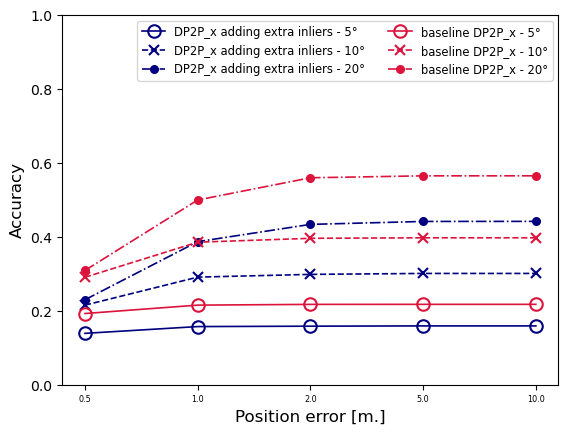 DP2P_x adding extra inliers - 5°
DP2P_x adding extra inliers - 10°
DP2P_x adding extra inliers - 20°
baseline DP2P_x - 5°
baseline DP2P_x - 10°
baseline DP2P_x - 20°
Accuracy
1.0
0.8
0.6
0.4
0.2
0.0
0.5 1.0 2.0 5.0 10.0
Position error [m.]